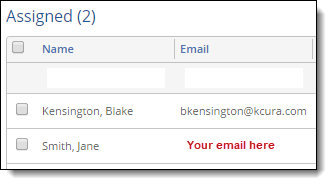 Assigned (2)
Name Email
Kensington, Blake bkensington@kcura.com
Smith, Jane Your email here